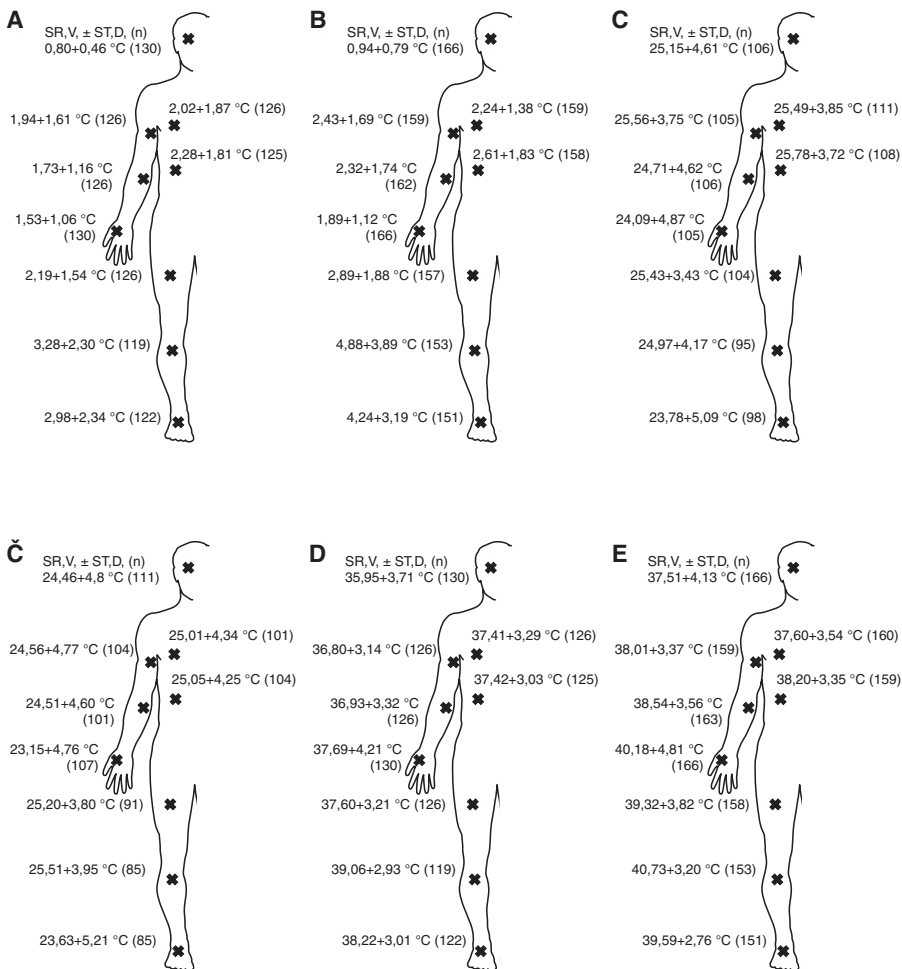 A
SR,V, ± ST,D, (n)
0,80+0,46 °C (130)
2,02+1,87 °C (126)
1,94+1,61 °C (126)
2,28+1,81 °C (125)
1,73+1,16 °C
(126)
1,53+1,06 °C
(130)
2,19+1,54 °C (126)
3,28+2,30 °C (119)
2,98+2,34 °C (122)
B
SR,V, ± ST,D, (n)
0,94+0,79 °C (166)
2,24+1,38 °C (159)
2,43+1,69 °C (159)
2,61+1,83 °C (158)
2,32+1,74 °C
(162)
1,89+1,12 °C
(166)
2,89+1,88 °C (157)
4,88+3,89 °C (153)
4,24+3,19 °C (151)
C
SR,V, ± ST,D, (n)
25,15+4,61 °C (106)
25,49+3,85 °C (111)
25,56+3,75 °C (105)
25,78+3,72 °C (108)
24,71+4,62 °C
(106)
24,09+4,87 °C
(105)
25,43+3,43 °C (104)
24,97+4,17 °C (95)
23,78+5,09 °C (98)
Č
SR,V, ± ST,D, (n)
24,46+4,8 °C (111)
25,01+4,34 °C (101)
24,56+4,77 °C (104)
25,05+4,25 °C (104)
24,51+4,60 °C
(101)
23,15+4,76 °C
(107)
25,20+3,80 °C (91)
25,51+3,95 °C (85)
23,63+5,21 °C (85)
D
SR,V, ± ST,D, (n)
35,95+3,71 °C (130)
37,41+3,29 °C (126)
36,80+3,14 °C (126)
37,42+3,03 °C (125)
36,93+3,32 °C
(126)
37,69+4,21 °C
(130)
37,60+3,21 °C (126)
39,06+2,93 °C (119)
38,22+3,01 °C (122)
E
SR,V, ± ST,D, (n)
37,51+4,13 °C (166)
37,60+3,54 °C (160)
38,01+3,37 °C (159)
38,20+3,35 °C (159)
38,54+3,56 °C
(163)
40,18+4,81 °C
(166)
39,32+3,82 °C (158)
40,73+3,20 °C (153)
39,59+2,76 °C (151)